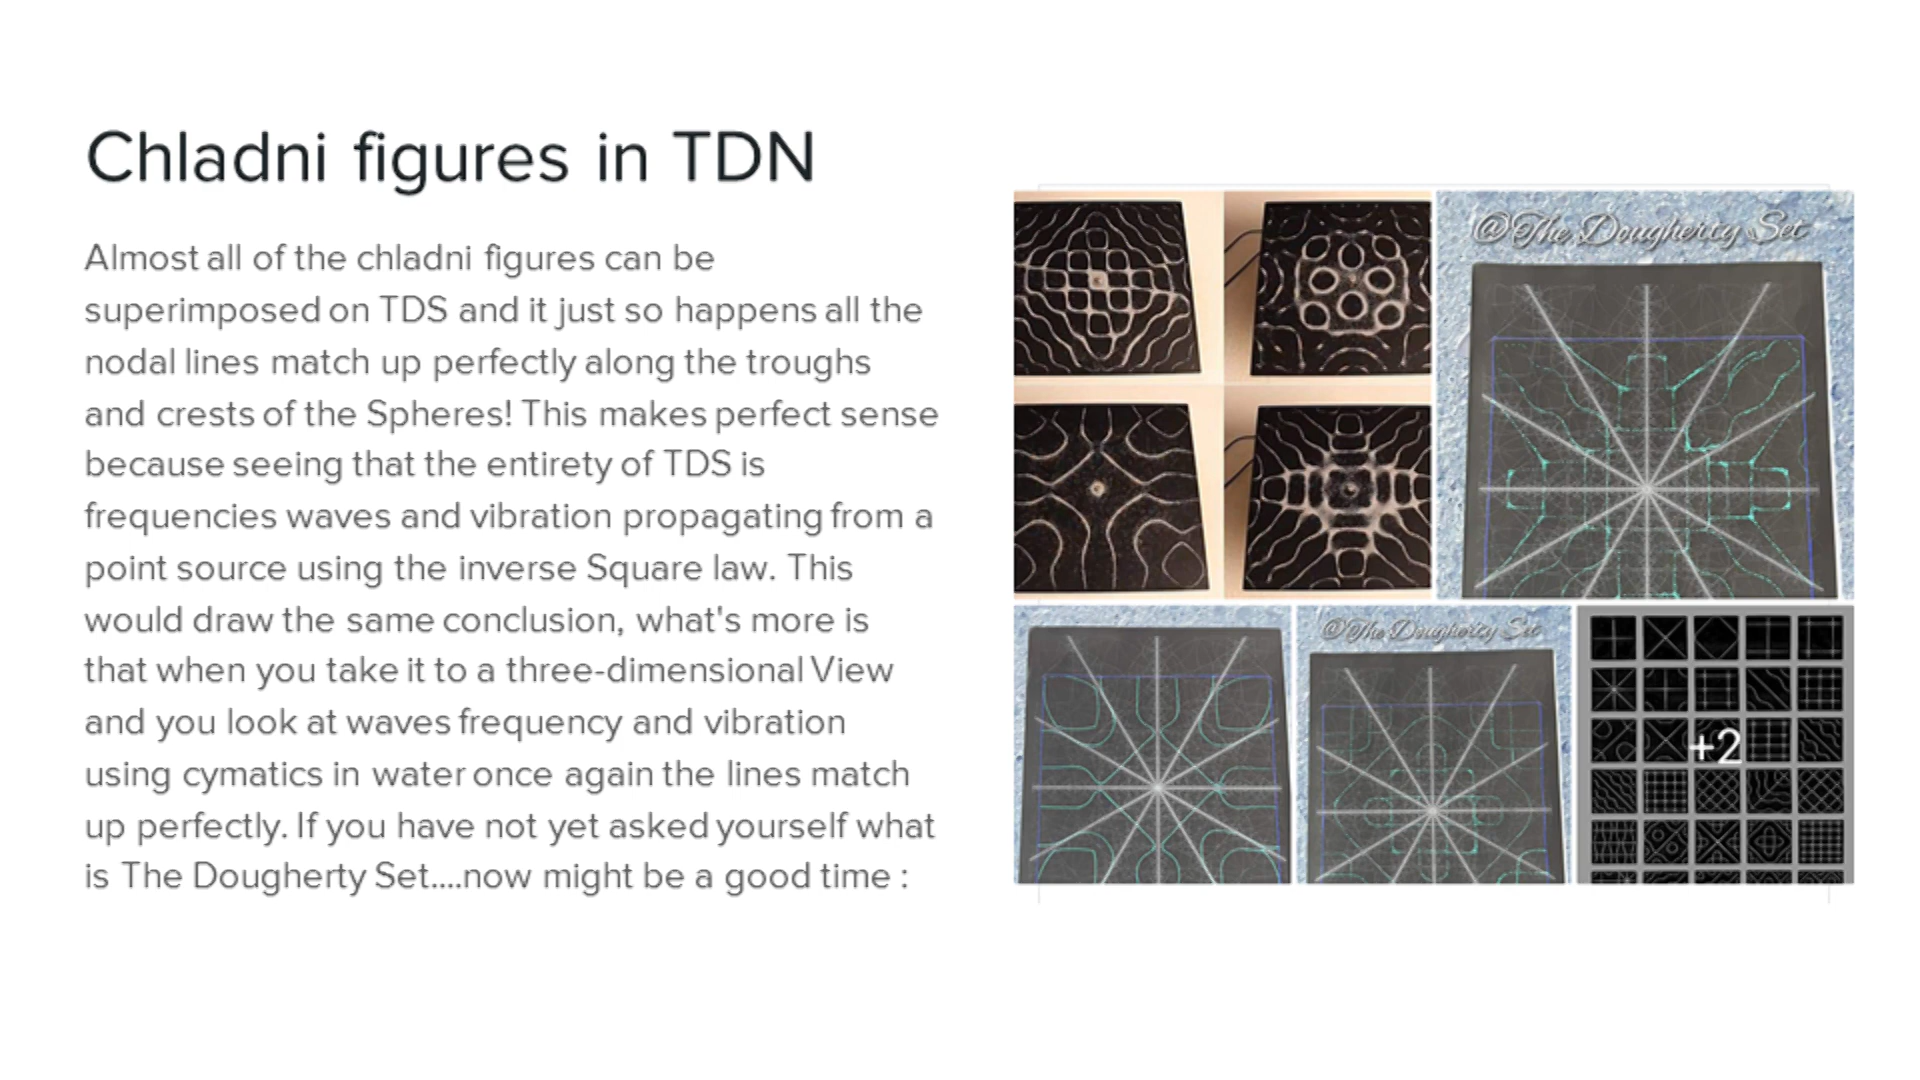 Chladni figures in TDN
Almost all of the chladni figures can be
superimposed on TDS and it just so happens all the
nodal lines match up perfectly along the troughs
and crests of the Spheres! This makes perfect sense
because seeing that the entirety of TDS is
frequencies waves and vibration propagating from a
point source using the inverse Square law. This
would draw the same conclusion, what's more is
that when you take it to a three-dimensional View
and you look at waves frequency and vibration
using cymatics in water once again the lines match
up perfectly. If you have not yet asked yourself what
is The Dougherty Set....now might be a good time :
@The Dougherty Set
@The Dougherty Set
+2